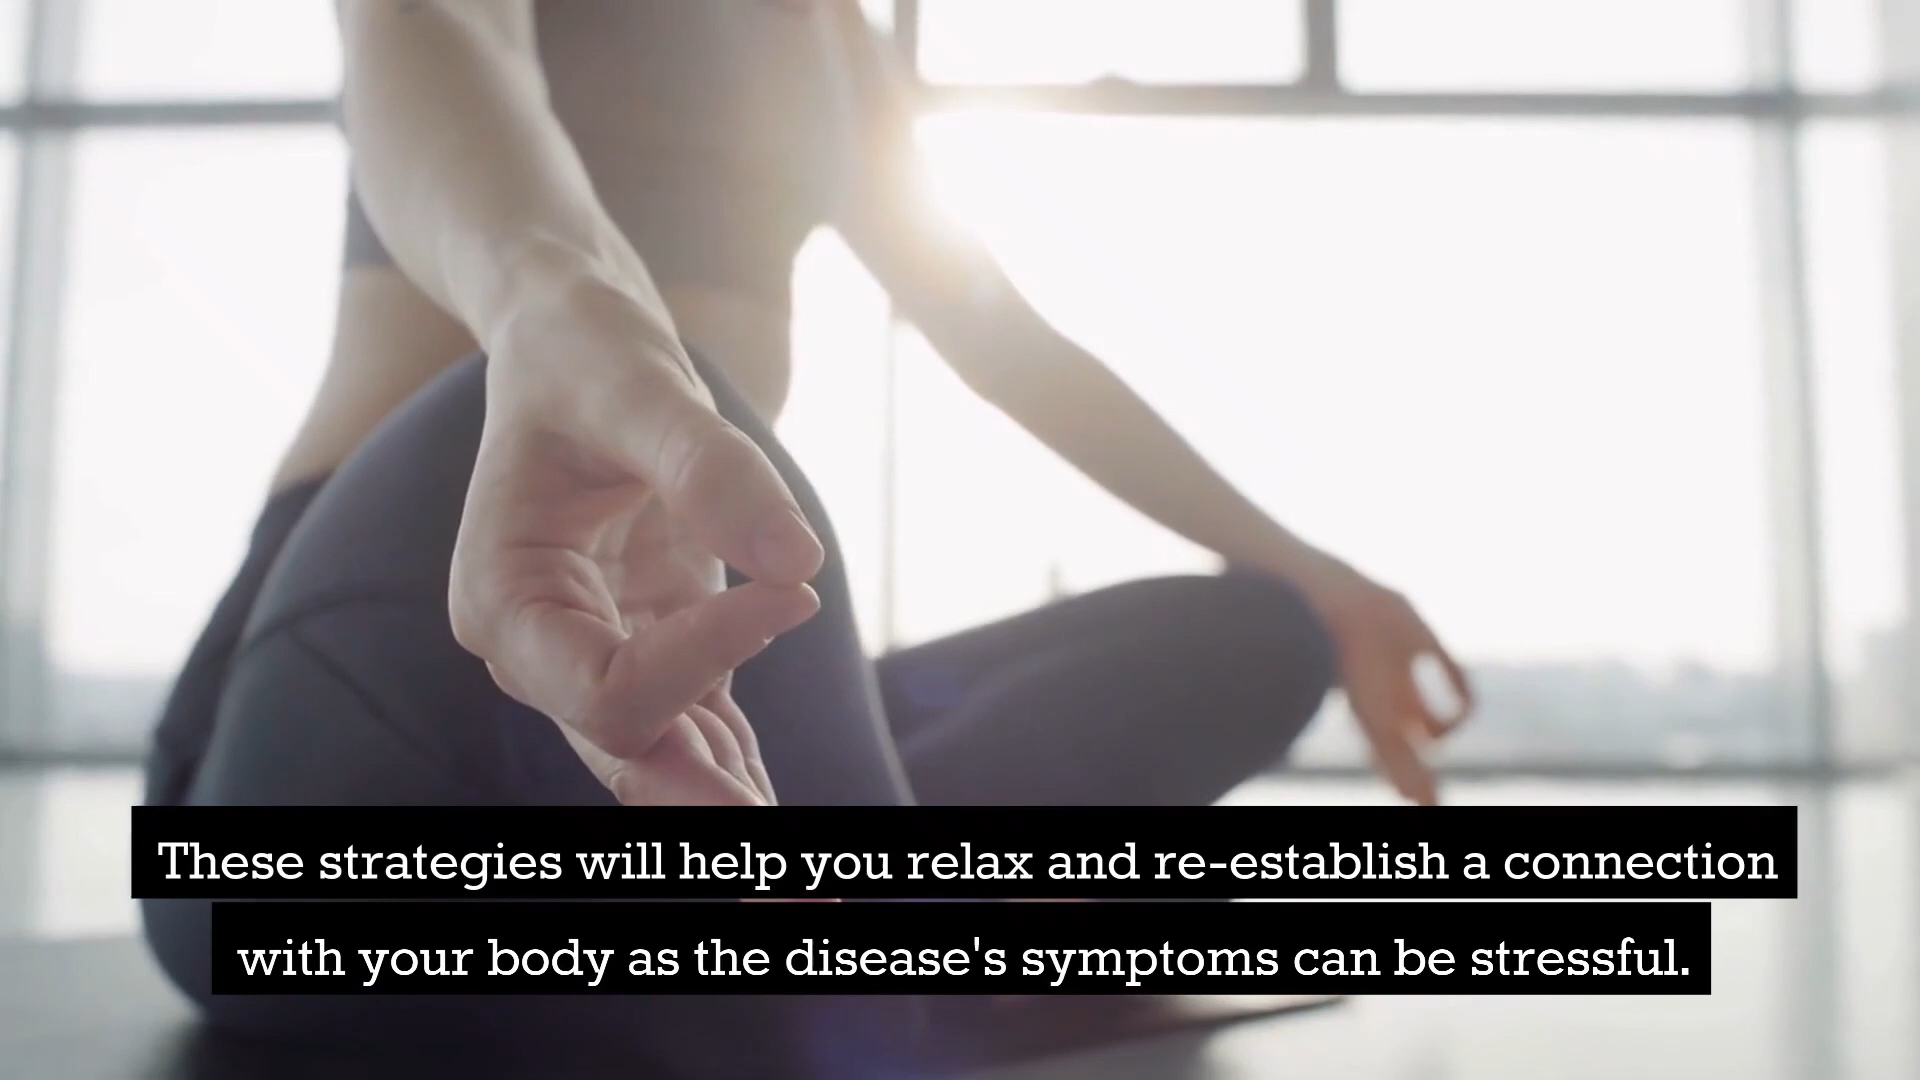 These strategies will help you relax and re-establish a connection
with your body as the disease's symptoms can be stressful.